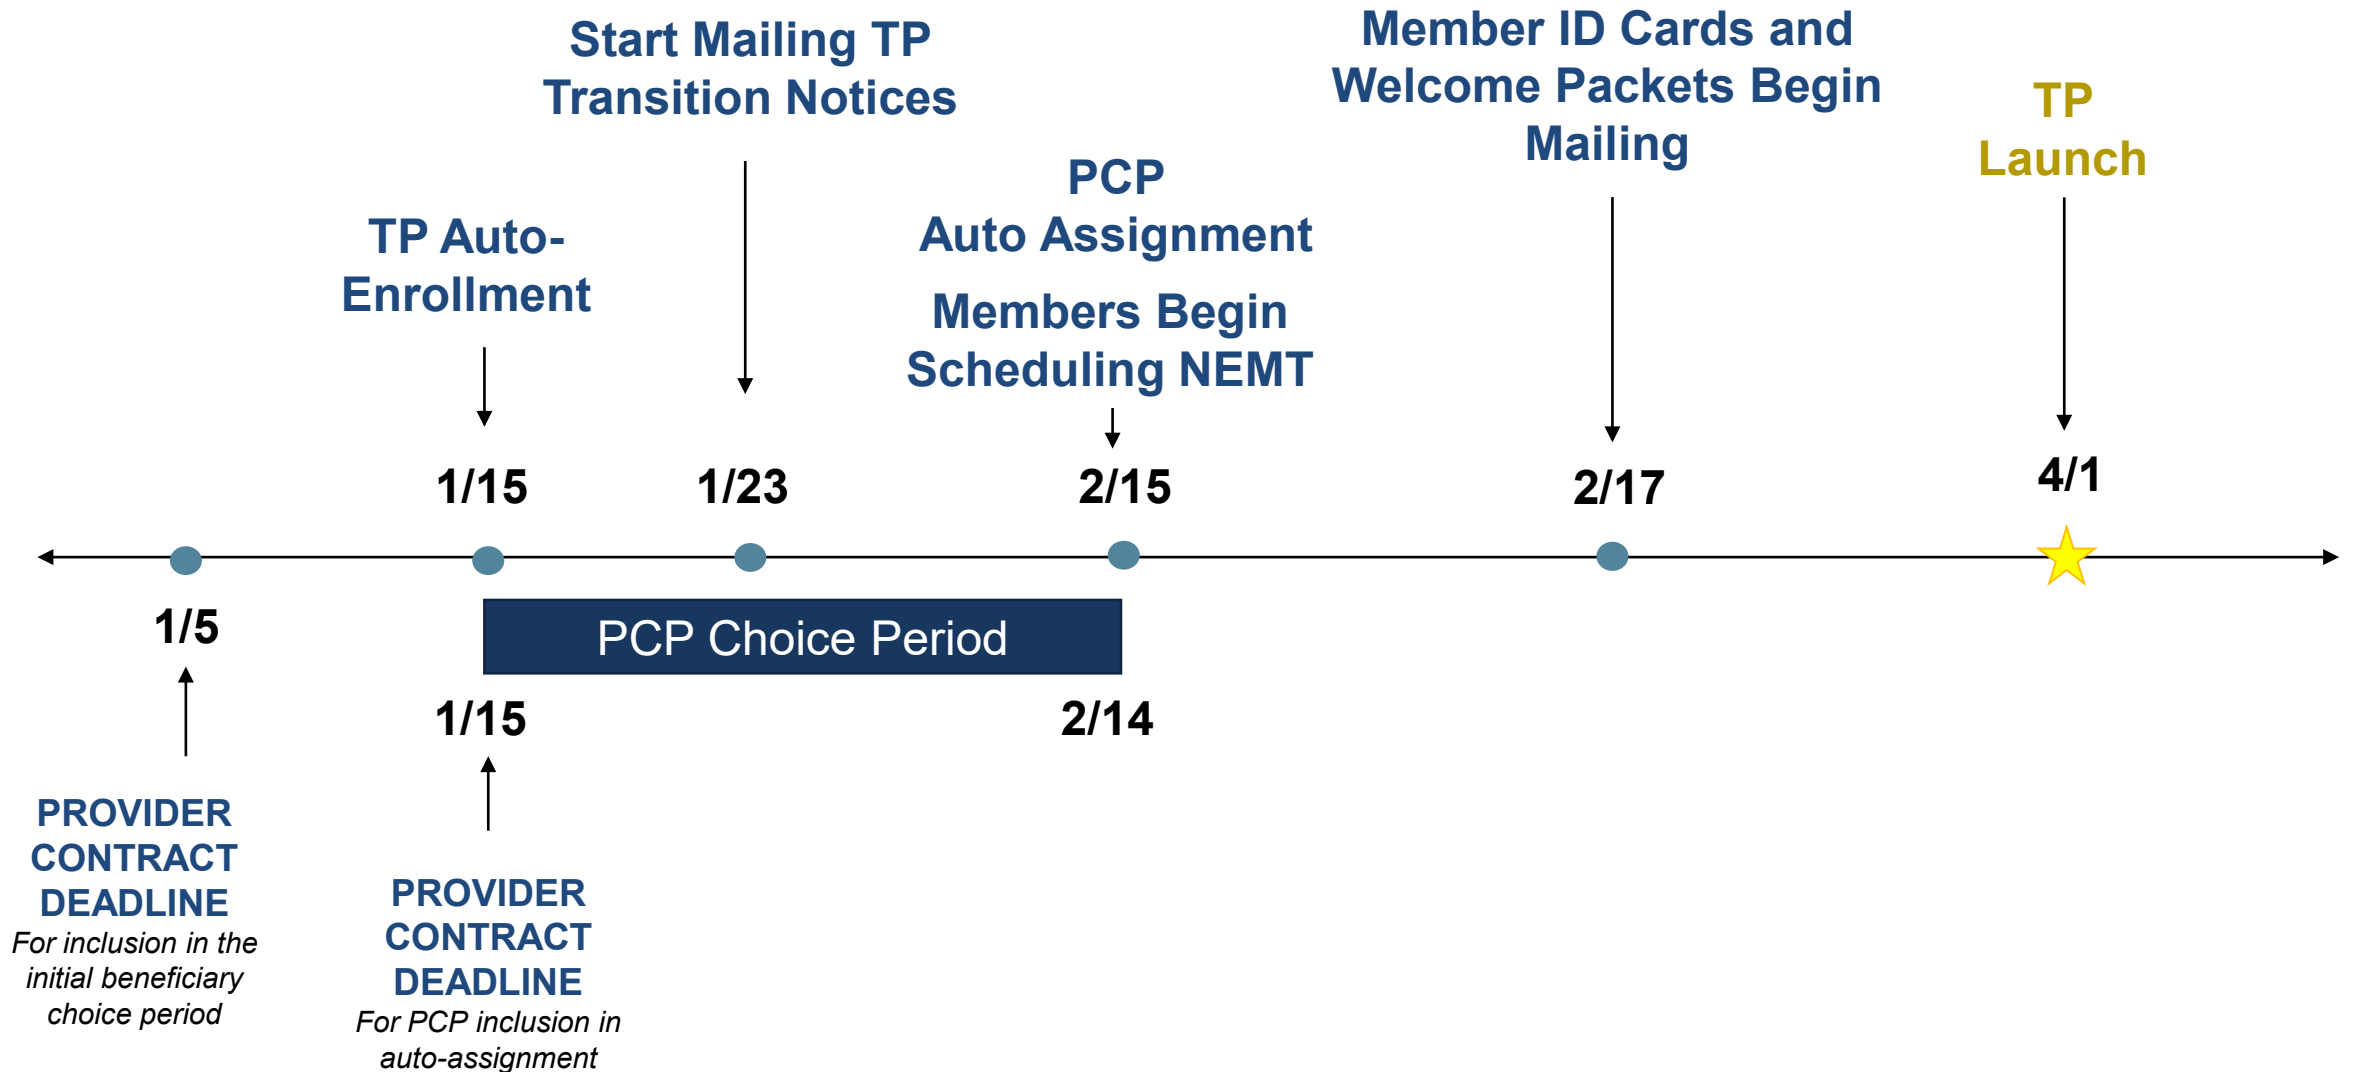 Start Mailing TP
Transition Notices
Member ID Cards and
Welcome Packets Begin
Mailing
TP
Launch
PCP
Auto Assignment
Members Begin
Scheduling NEMT
TP Auto-
Enrollment
1/15
1/23
2/15
2/17
4/1
1/5
PCP Choice Period
1/15
2/14
PROVIDER
CONTRACT
DEADLINE
For inclusion in the
initial beneficiary
choice period
PROVIDER
CONTRACT
DEADLINE
For PCP inclusion in
auto-assignment